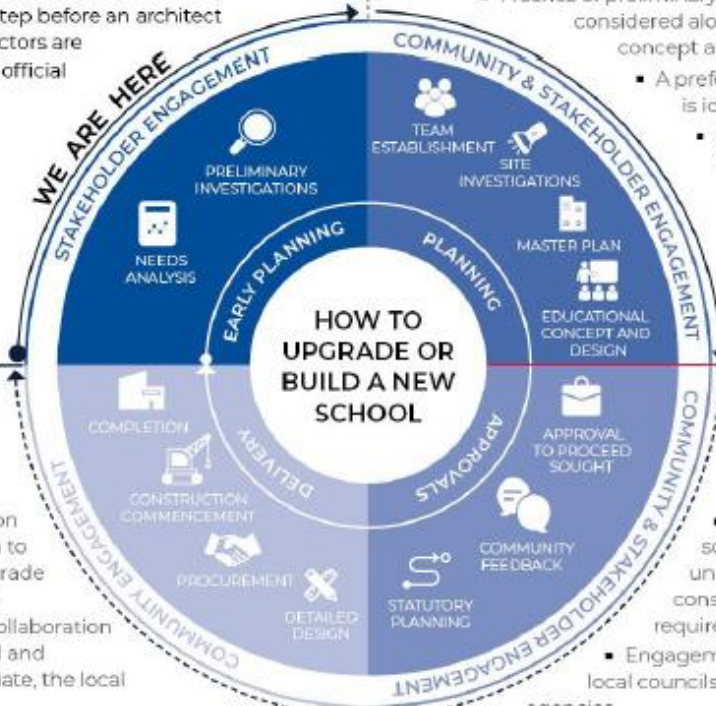 step before an architect
ctors are
official
considered alo
concept a
A prefe
is ic
WE ARE HERE
STAKEHOLDER ENGAGEMENT
COMMUNITY & STAKEHOLDER ENGAGEMENT
PRELIMINARY
INVESTIGATIONS
NEEDS
ANALYSIS
TEAM
ESTABLISHMENT
SITE
INVESTIGATIONS
MASTER PLAN
EDUCATIONAL
CONCEPT AND
DESIGN
EARLY PLANNING
PLANNING
HOW TO
UPGRADE OR
BUILD A NEW
SCHOOL
DELIVERY
APPROVALS
COMPLETION
CONSTRUCTION
COMMENCEMENT
PROCUREMENT
DETAILED
DESIGN
APPROVAL
TO PROCEED
SOUGHT
COMMUNITY
FEEDBACK
STATUTORY
PLANNING
COMMUNITY ENGAGEMENT
COMMUNITY & STAKEHOLDER ENGAGEMENT
on
to
rade
ollaboration
l and
iate, the local
so
un
cons
require
Engagem
local councils
agencies